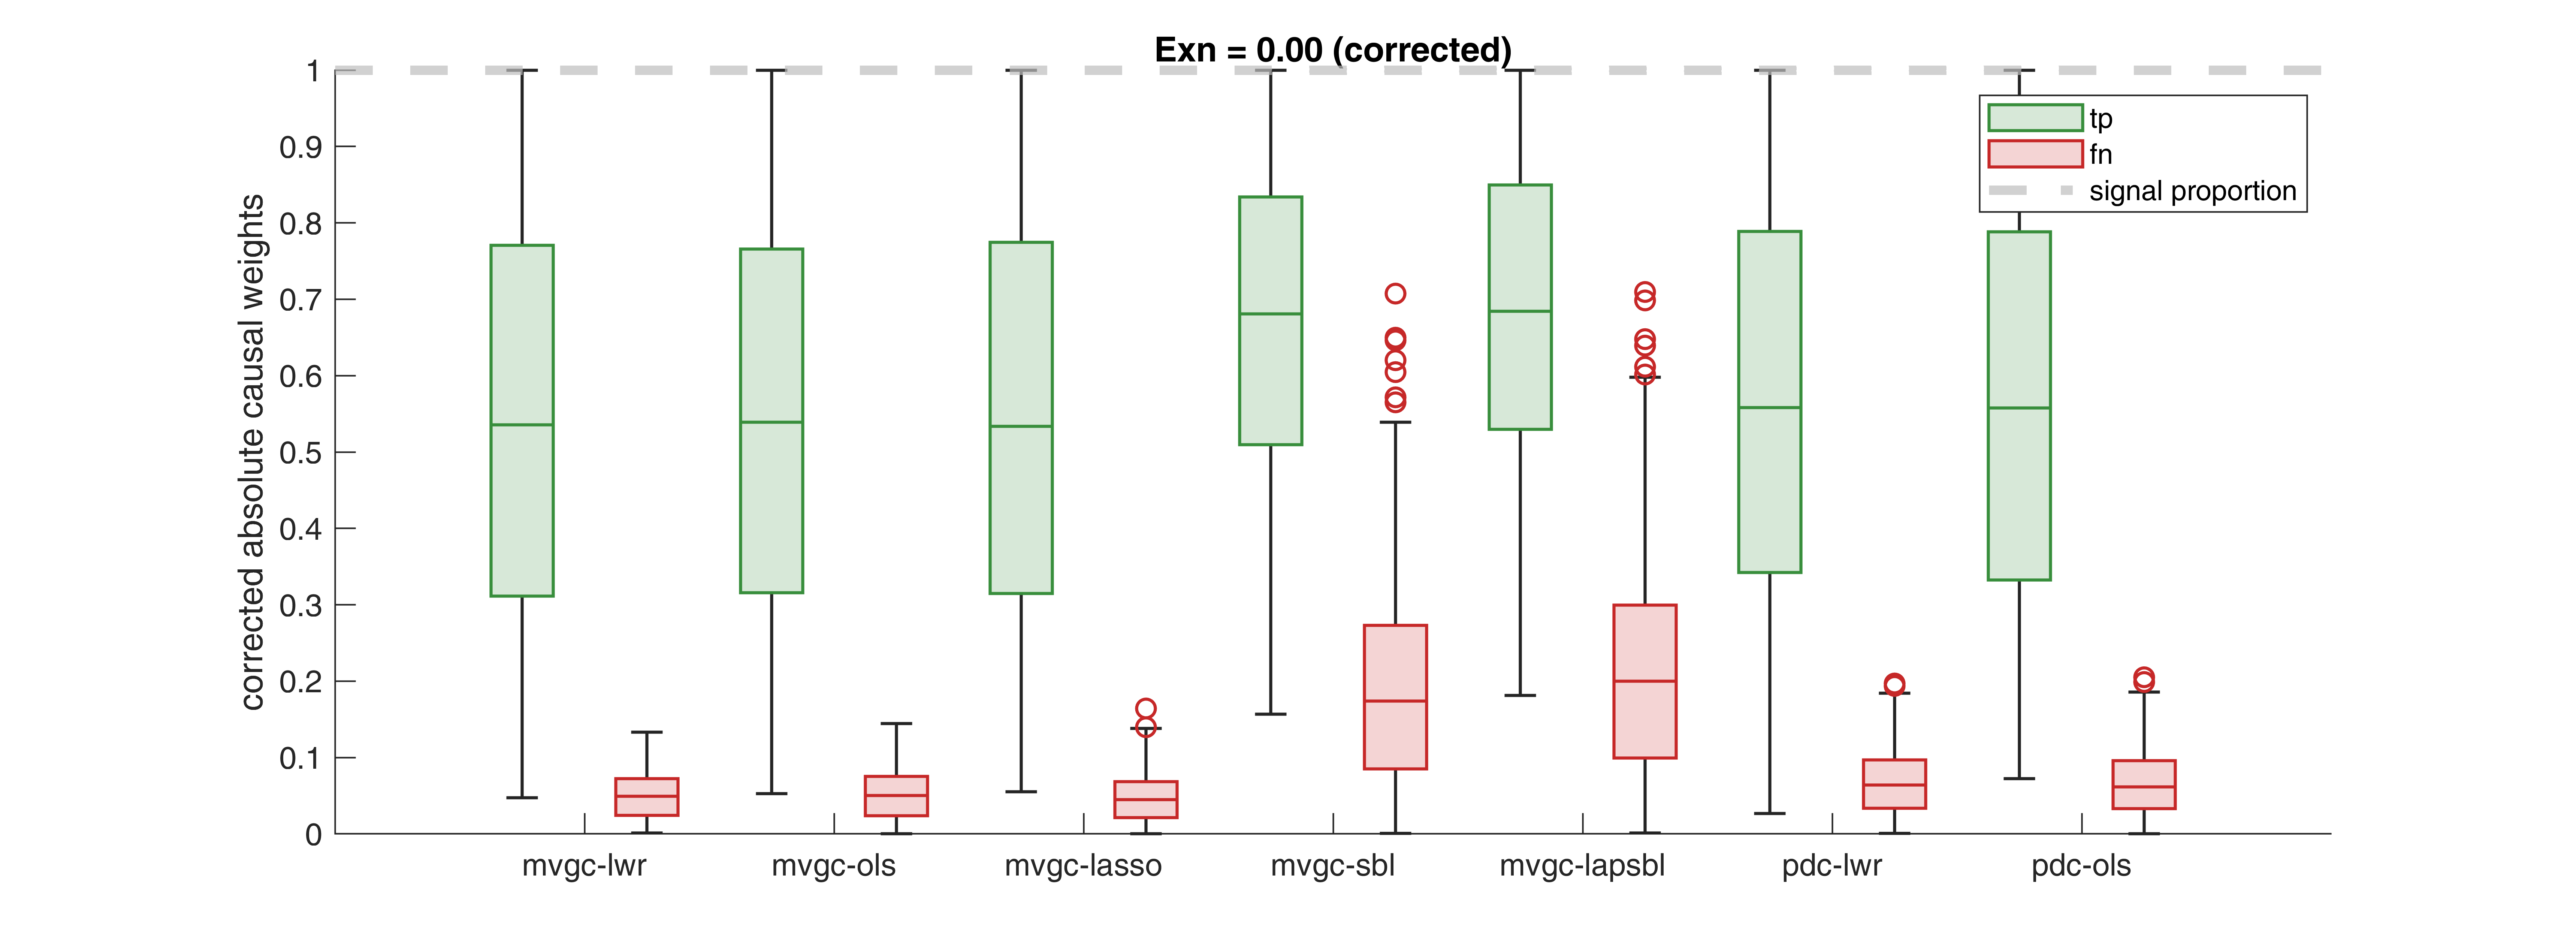 Exn = 0.00 (corrected)
corrected absolute causal weights
1
0.9
0.8
0.7
0.6
0.5
0.4
0.3
0.2
0.1
0
tp
fn
signal proportion
mvgc-lwr
mvgc-ols
mvgc-lasso
mvgc-sbl
mvgc-lapsbl
pdc-lwr
pdc-ols